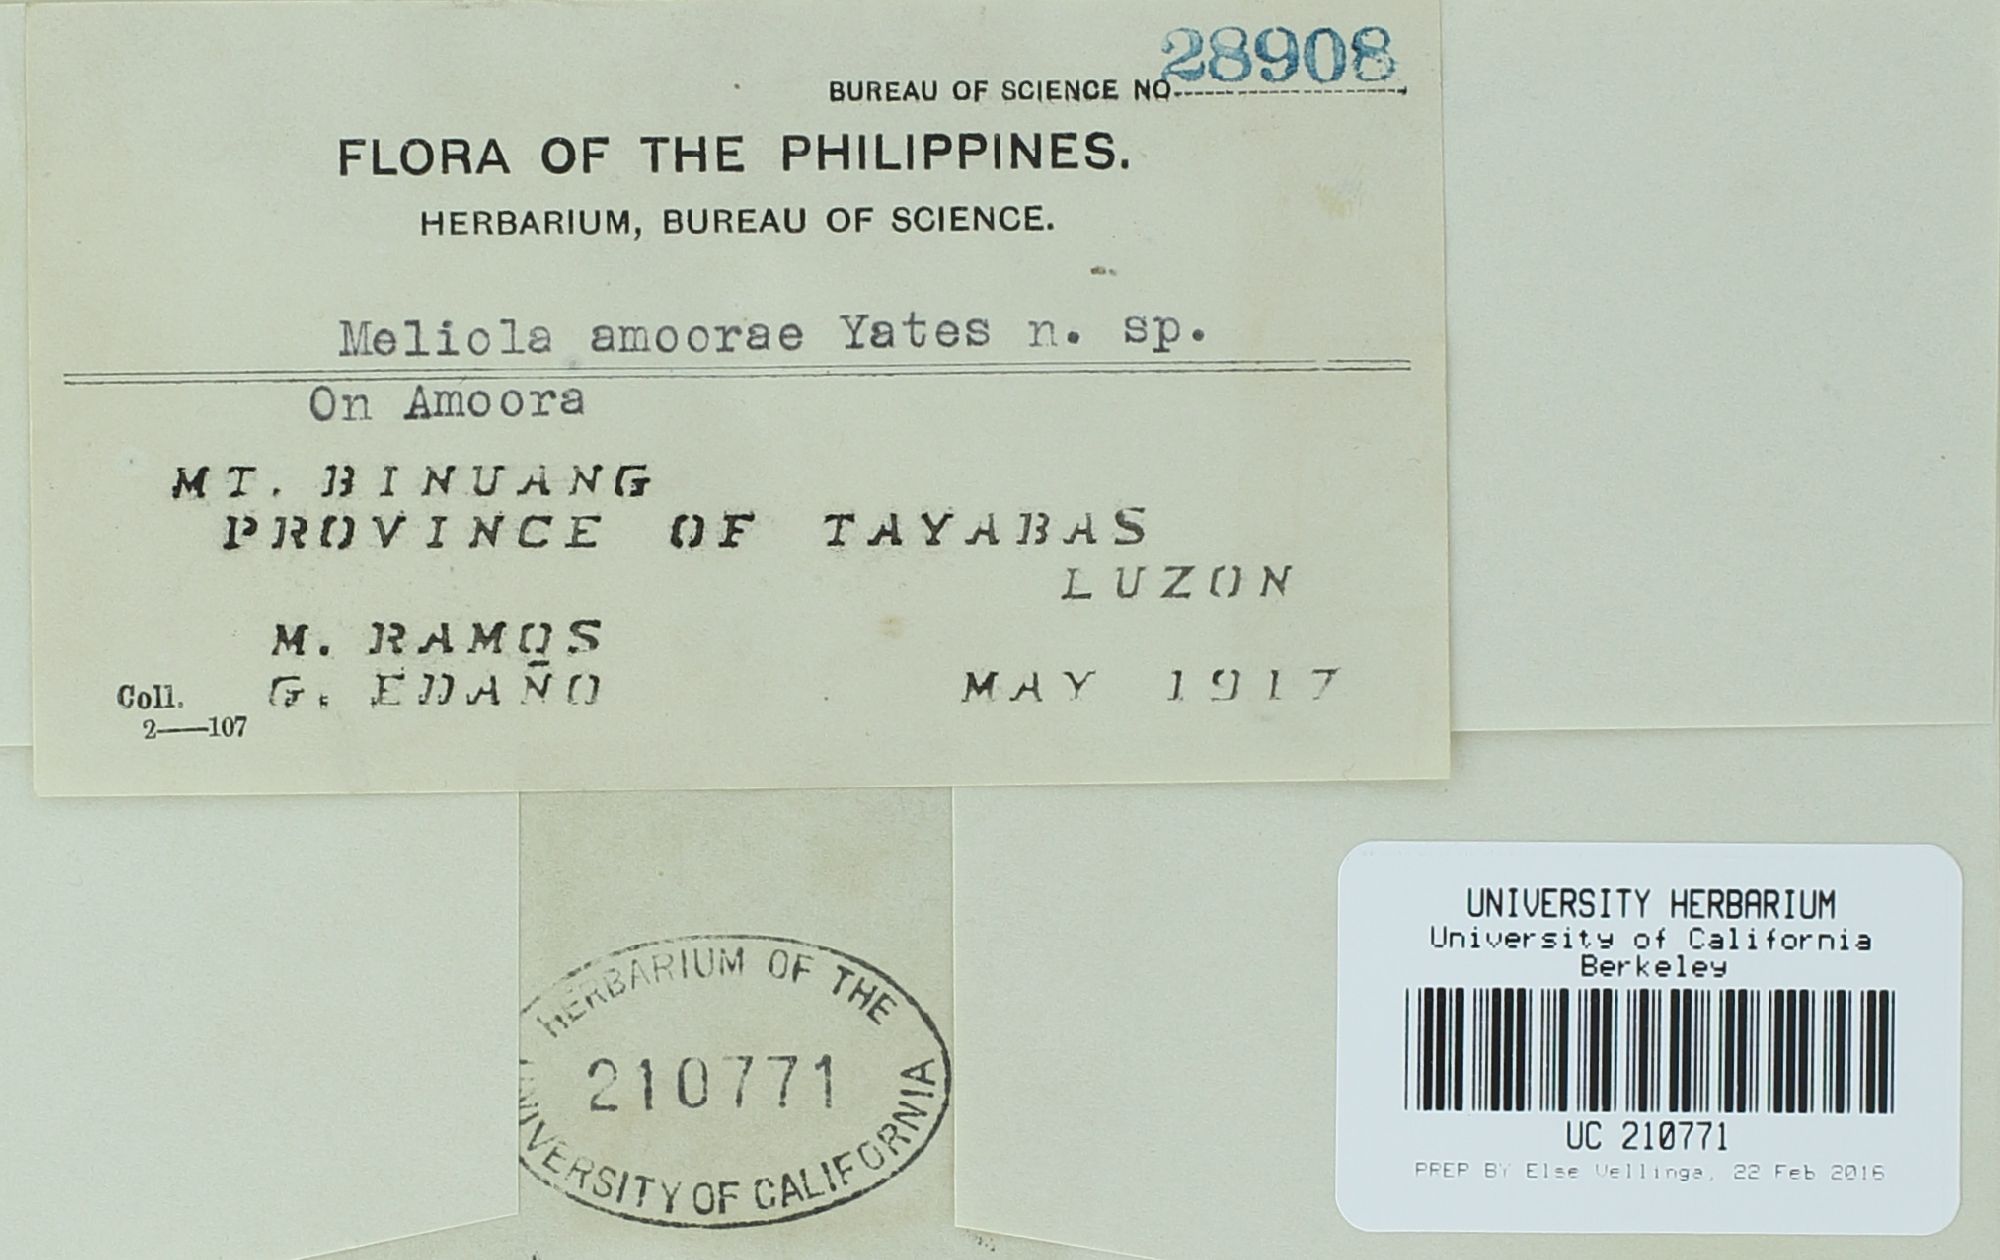 28908
BUREAU OF SCIENCE NO.
FLORA OF THE PHILIPPINES.
HERBARIUM, BUREAU OF SCIENCE.
Meliola amoorae Yates n. sp.
On Amoora
MT. BINUANG
PROVINCE OF TAYABAS
LUZON
M. RAMOS
Coll. G. EDAÑO MAY 1917
2—107
HERBARIUM OF THE
210771
UNIVERSITY OF CALIFORNIA
UNIVERSITY HERBARIUM
University of California
Berkeley
UC 210771
PREP BY Else Vellinga, 22 Feb 2016